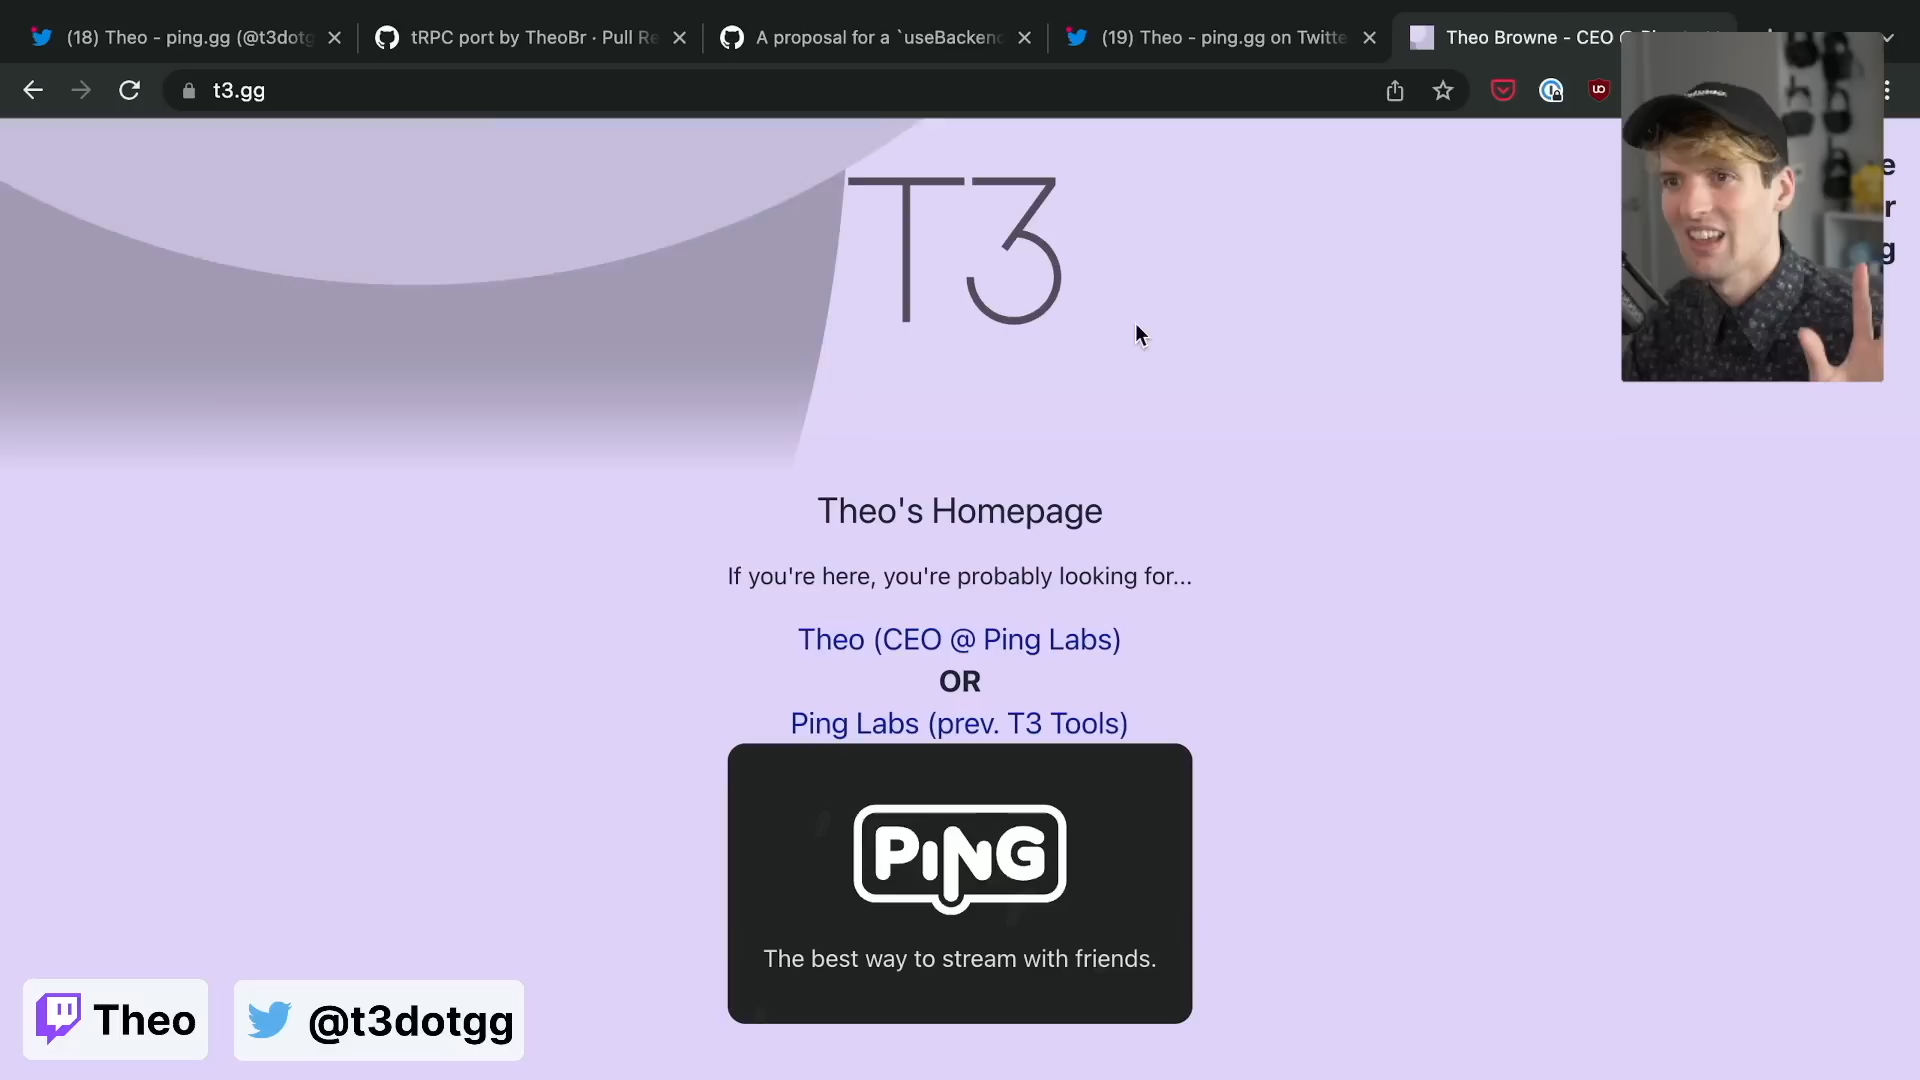 (18) Theo - ping.gg (@t3dotg
tRPC port by TheoBr · Pull Re
A proposal for a `useBackend
(19) Theo - ping.gg on Twitte
Theo Browne - CEO @
t3.gg
T3
e
r
g
Theo's Homepage
If you're here, you're probably looking for...
Theo (CEO @ Ping Labs)
OR
Ping Labs (prev. T3 Tools)
PiNG
The best way to stream with friends.
Theo
@t3dotgg